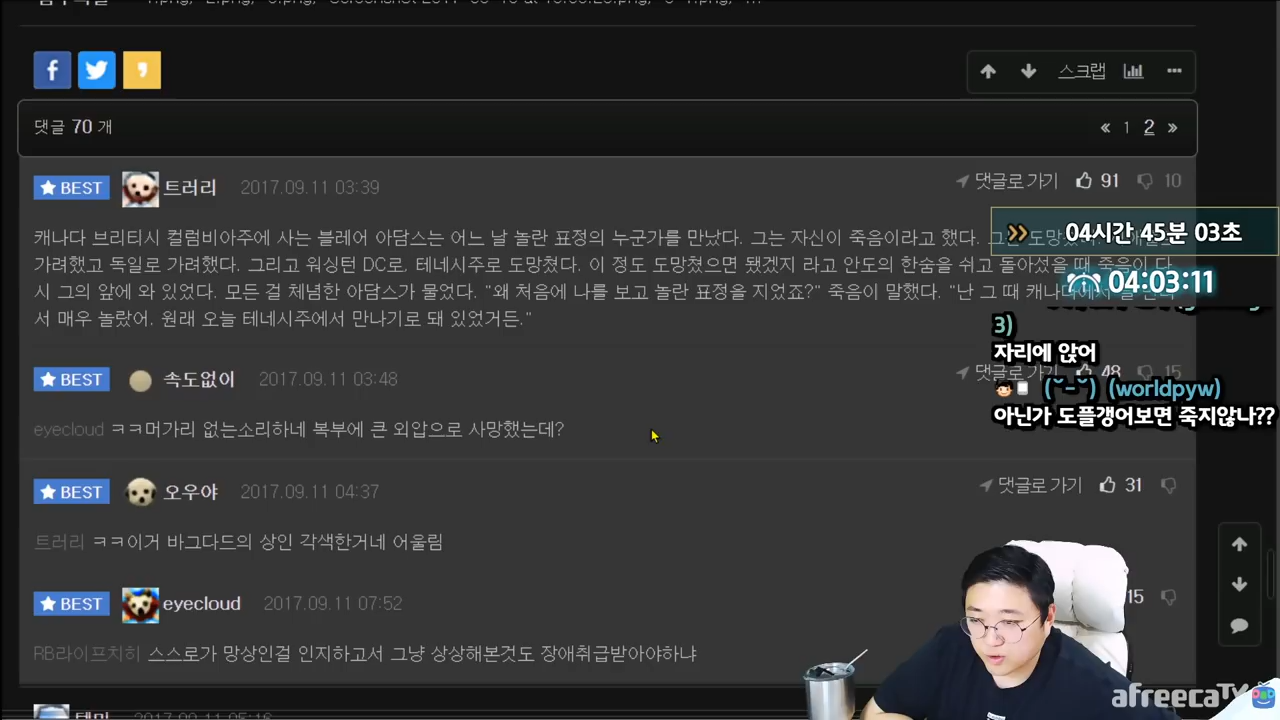 스크랩
댓글 70 개
« 1 2 »
BEST 트러리 2017.09.11 03:39 댓글로 가기 91 10
캐나다 브리티시 컬럼비아주에 사는 블레어 아담스는 어느 날 놀란 표정의 누군가를 만났다. 그는 자신이 죽음이라고 했다.
가려했고 독일로 가려했다. 그리고 워싱턴 DC로, 테네시주로 도망쳤다. 이 정도 도망쳤으면 됐겠지 라고 안도의 한숨을 쉬고 돌아섰을 때 죽음이 다
시 그의 앞에 와 있었다. 모든 걸 체념한 아담스가 물었다. "왜 처음에 나를 보고 놀란 표정을 지었죠?" 죽음이 말했다. "난 그 때 캐나다에서
서 매우 놀랐어. 원래 오늘 테네시주에서 만나기로 돼 있었거든."
04시간 45분 03초
04:03:11
3)
자리에 앉어
(˘-˘) (worldpyw)
아닌가 도플갱어보면 죽지않나??
BEST 속도없이 2017.09.11 03:48 댓글로 가기 48 15
eyecloud ㅋㅋ머가리 없는소리하네 복부에 큰 외압으로 사망했는데?
BEST 오우야 2017.09.11 04:37 댓글로 가기 31
트러리 ㅋㅋ이거 바그다드의 상인 각색한거네 어울림
BEST eyecloud 2017.09.11 07:52 15
RB라이프치히 스스로가 망상인걸 인지하고서 그냥 상상해본것도 장애취급받아야하냐
afreecaTV